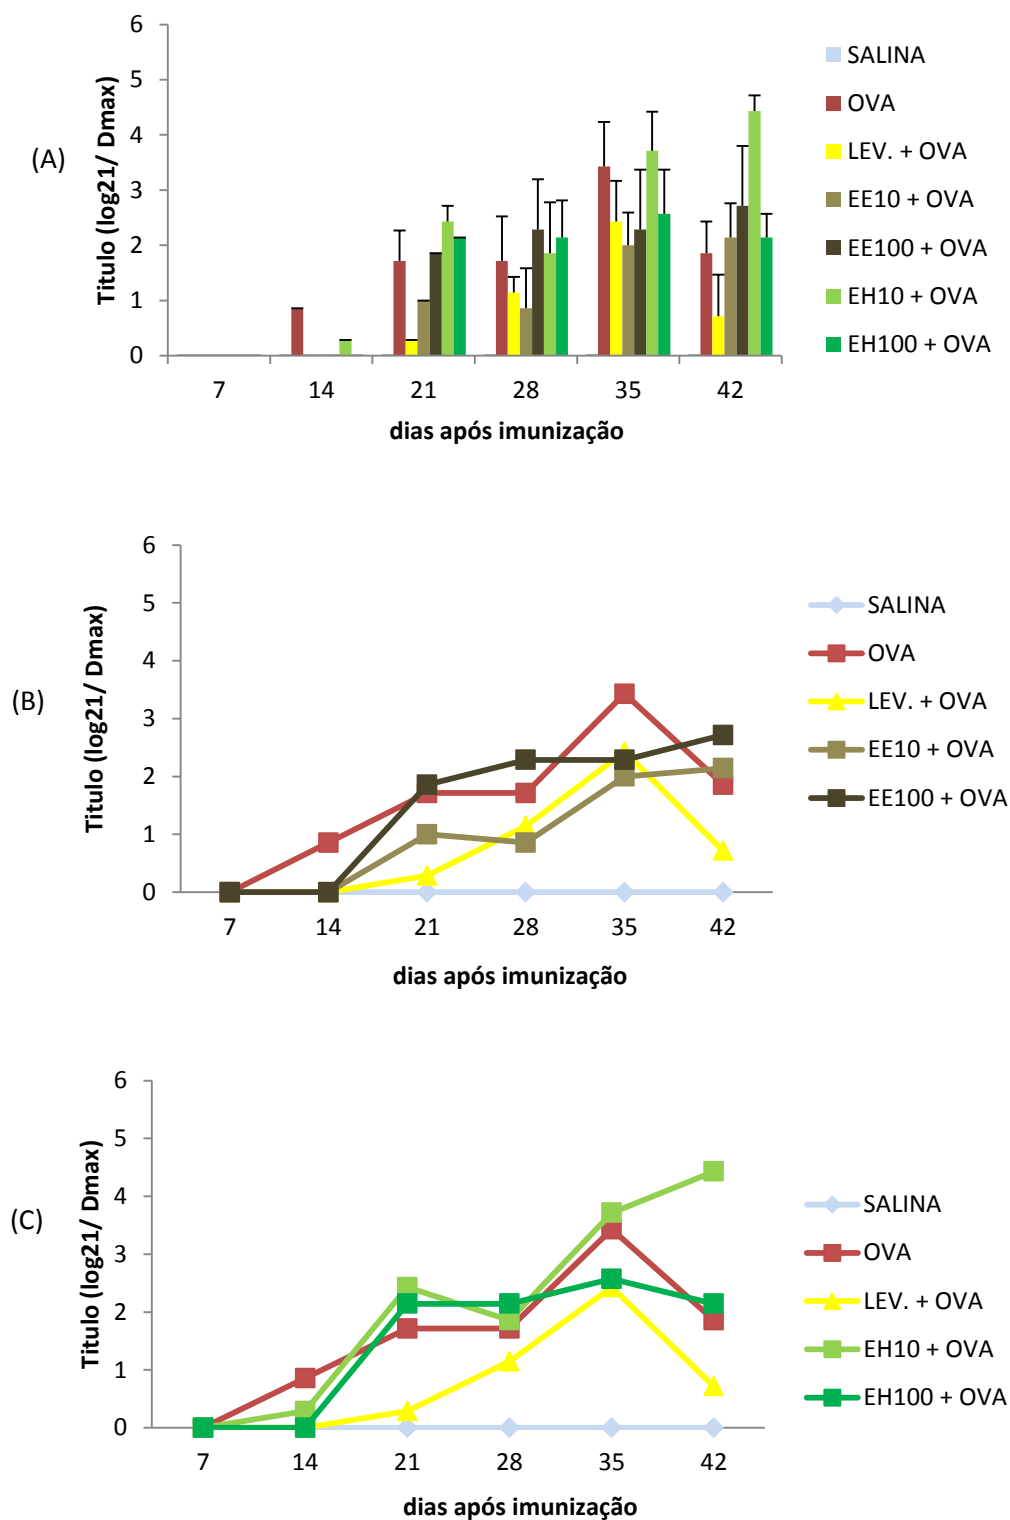 (A)
Titulo (log21/ Dmax)
6
5
4
3
2
1
0
7 14 21 28 35 42
dias após imunização
SALINA
OVA
LEV. + OVA
EE10 + OVA
EE100 + OVA
EH10 + OVA
EH100 + OVA
(B)
Titulo (log21/ Dmax)
6
5
4
3
2
1
0
7 14 21 28 35 42
dias após imunização
SALINA
OVA
LEV. + OVA
EE10 + OVA
EE100 + OVA
(C)
Titulo (log21/ Dmax)
6
5
4
3
2
1
0
7 14 21 28 35 42
dias após imunização
SALINA
OVA
LEV. + OVA
EH10 + OVA
EH100 + OVA